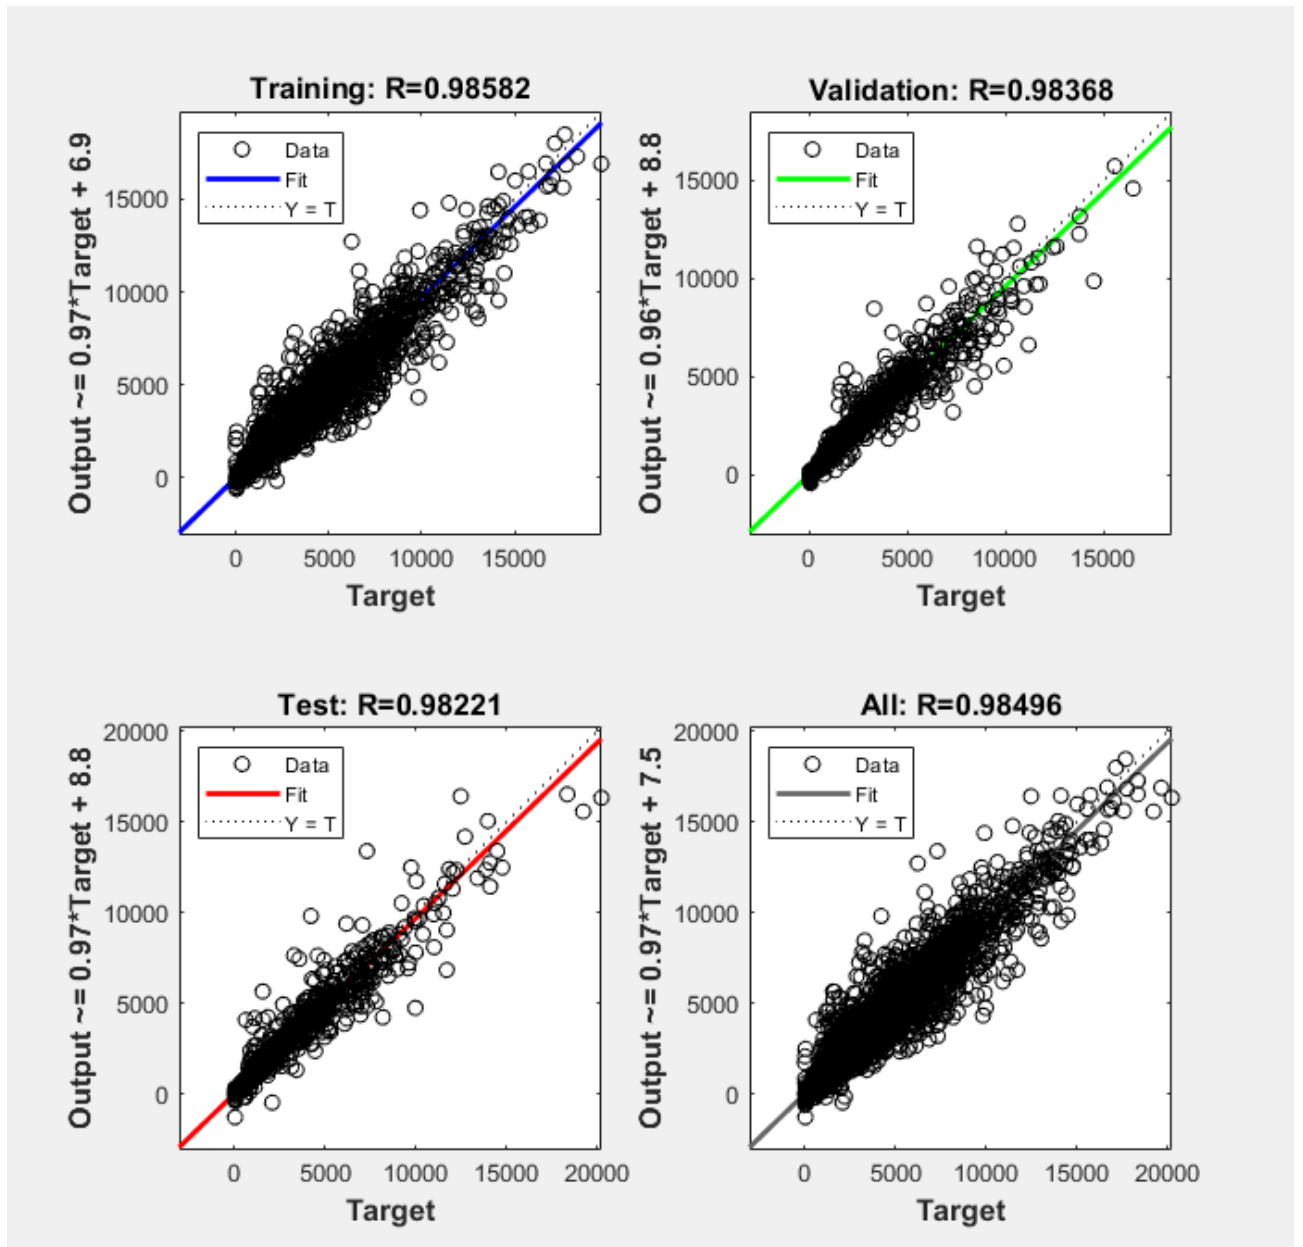 Training: R=0.98582
Output ~= 0.97*Target + 6.9
Data
Fit
Y = T
15000
10000
5000
0
0 5000 10000 15000
Target
Validation: R=0.98368
Output ~= 0.96*Target + 8.8
Data
Fit
Y = T
15000
10000
5000
0
0 5000 10000 15000
Target
Test: R=0.98221
Output ~= 0.97*Target + 8.8
Data
Fit
Y = T
20000
15000
10000
5000
0
0 5000 10000 15000 20000
Target
All: R=0.98496
Output ~= 0.97*Target + 7.5
Data
Fit
Y = T
20000
15000
10000
5000
0
0 5000 10000 15000 20000
Target